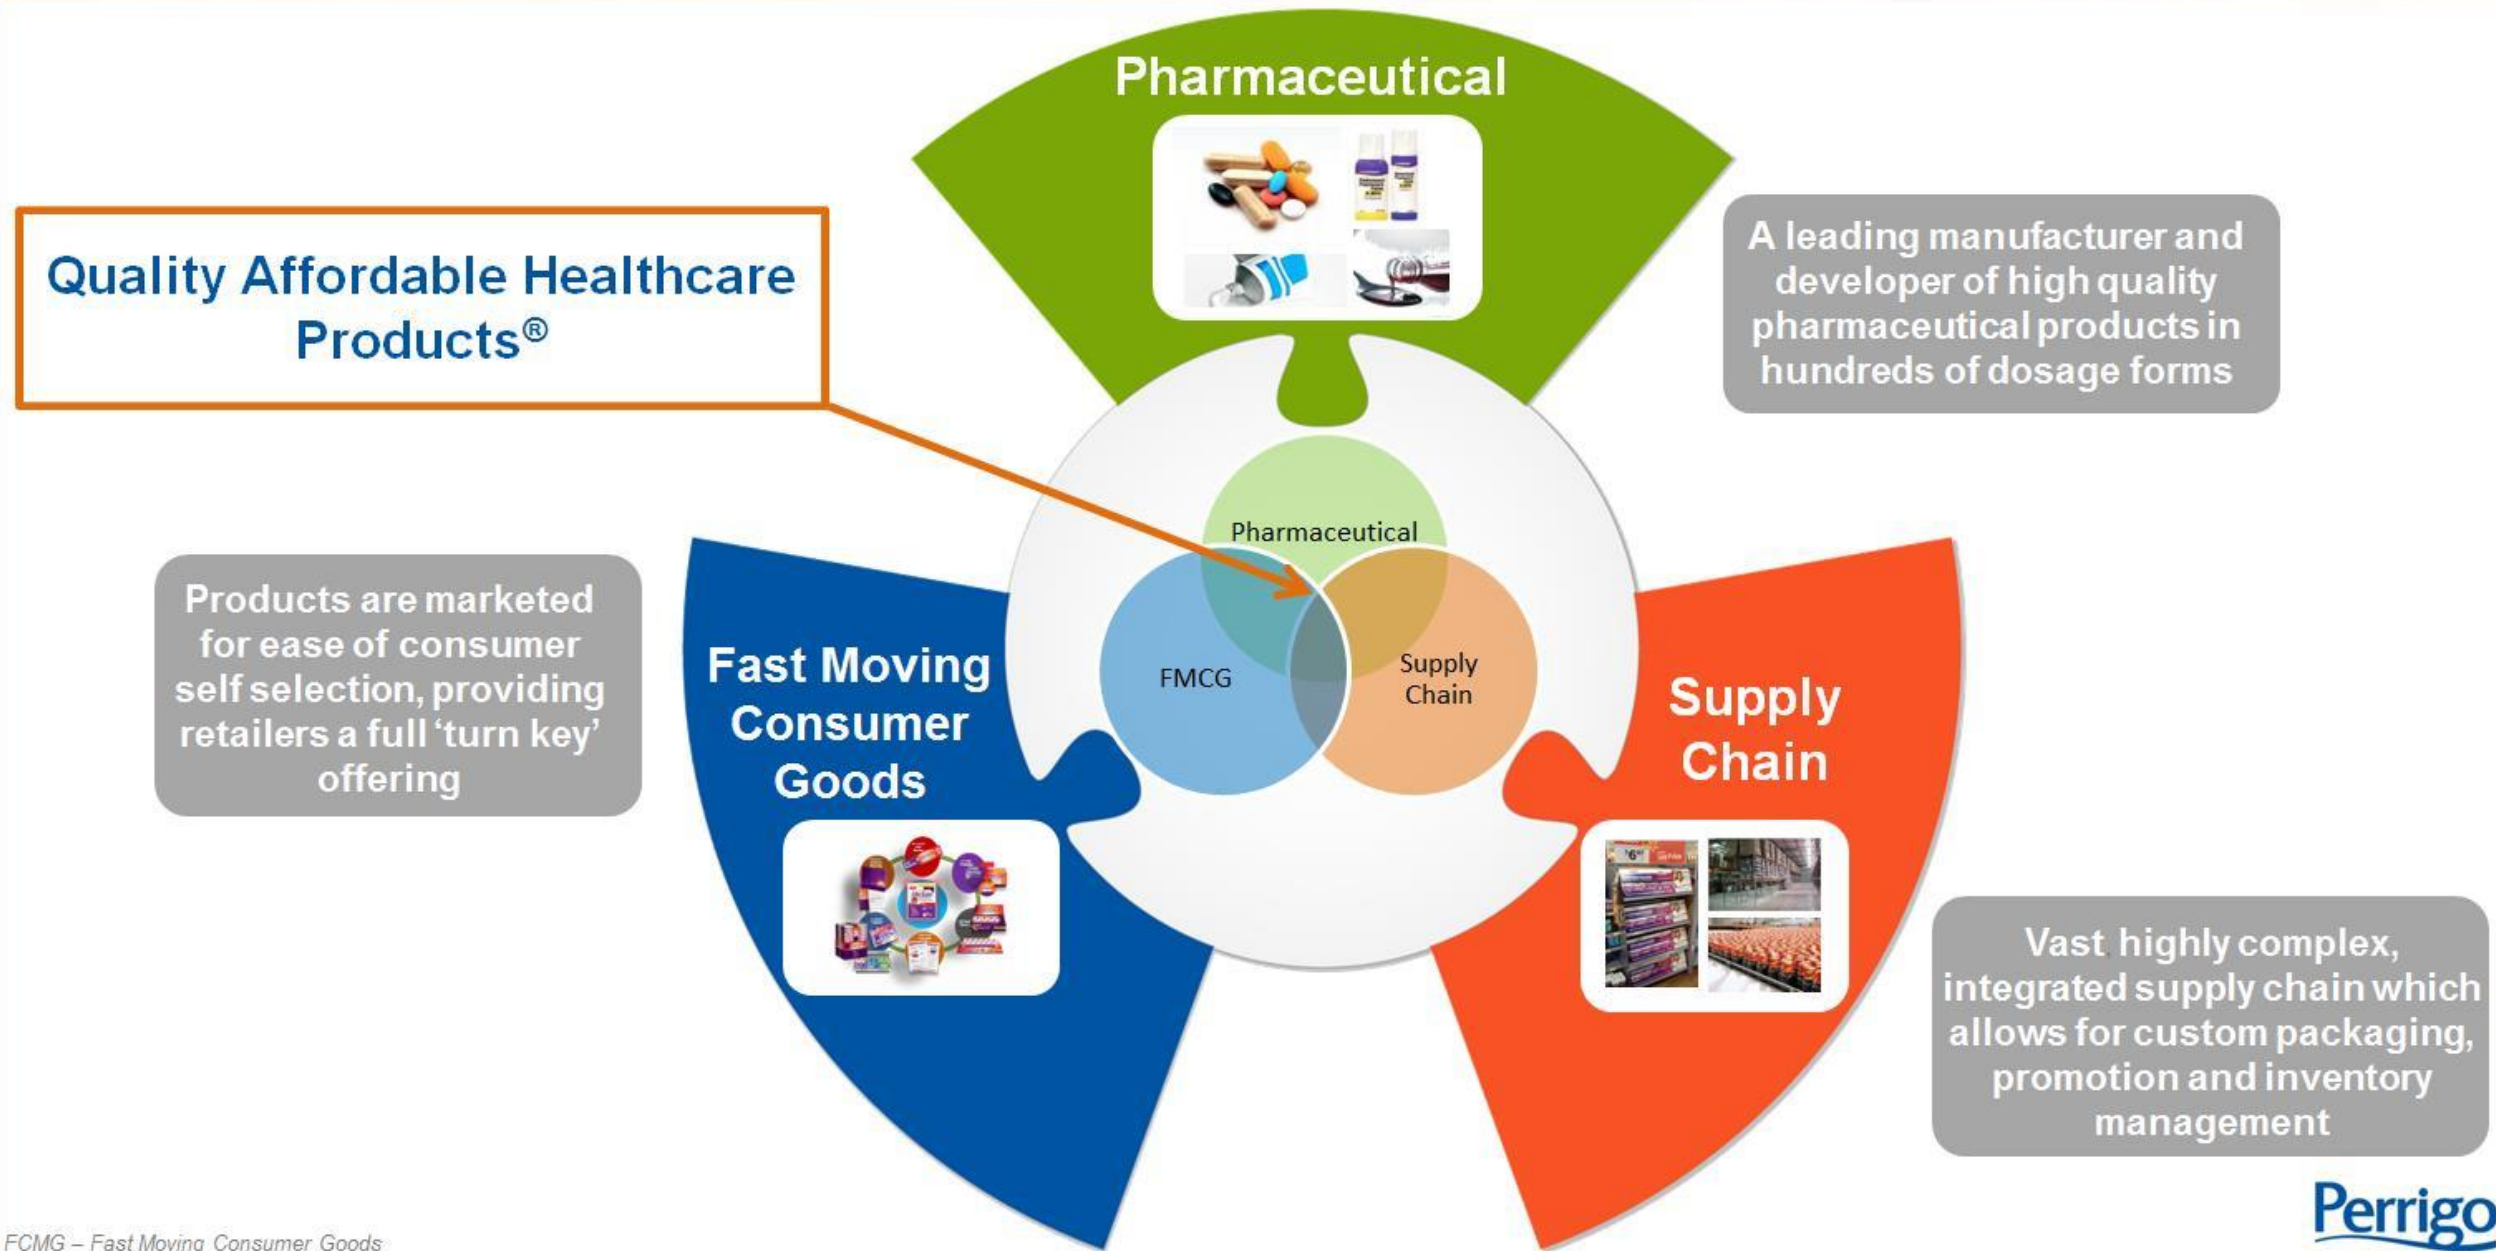 Pharmaceutical
Quality Affordable Healthcare
Products®
A leading manufacturer and
developer of high quality
pharmaceutical products in
hundreds of dosage forms
Pharmaceutical
FMCG
Supply
Chain
Products are marketed
for ease of consumer
self selection, providing
retailers a full ‘turn key’
offering
Fast Moving
Consumer
Goods
Supply
Chain
Vast, highly complex,
integrated supply chain which
allows for custom packaging,
promotion and inventory
management
Perrigo
FCMG – Fast Moving Consumer Goods